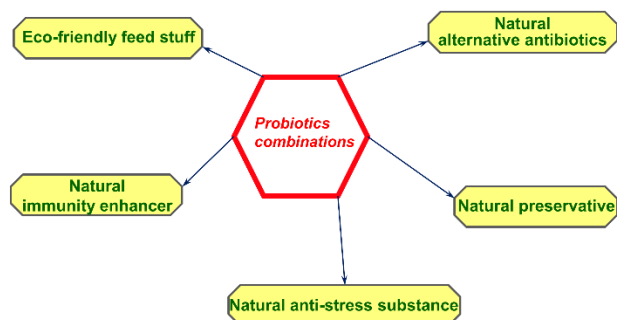 Eco-friendly feed stuff
Natural
alternative antibiotics
Probiotics
combinations
Natural
immunity enhancer
Natural preservative
Natural anti-stress substance